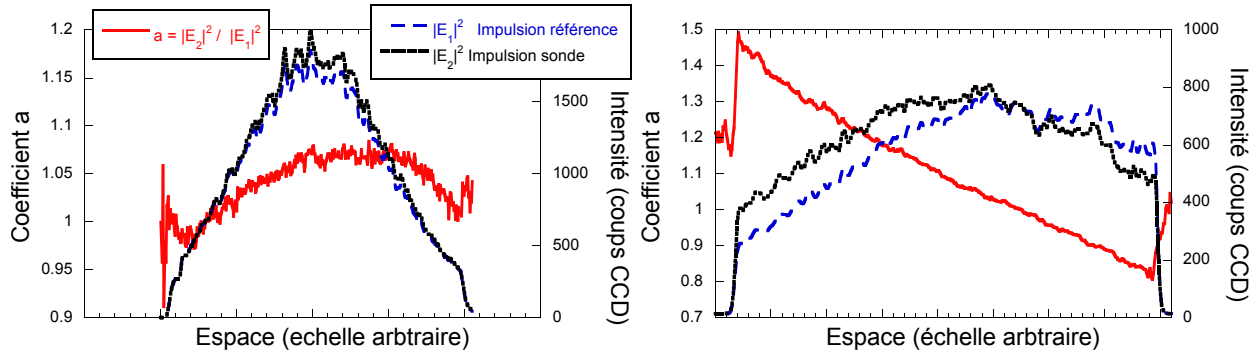 a = |E₂|² / |E₁|²
|E₁|² Impulsion référence
|E₂|² Impulsion sonde
Coefficient a
1.2
1.15
1.1
1.05
1
0.95
0.9
1500
1000
500
0
Intensité (coups CCD)
Espace (echelle arbtraire)
Coefficient a
1.5
1.4
1.3
1.2
1.1
1
0.9
0.8
0.7
1000
800
600
400
200
0
Intensité (coups CCD)
Espace (échelle arbtraire)